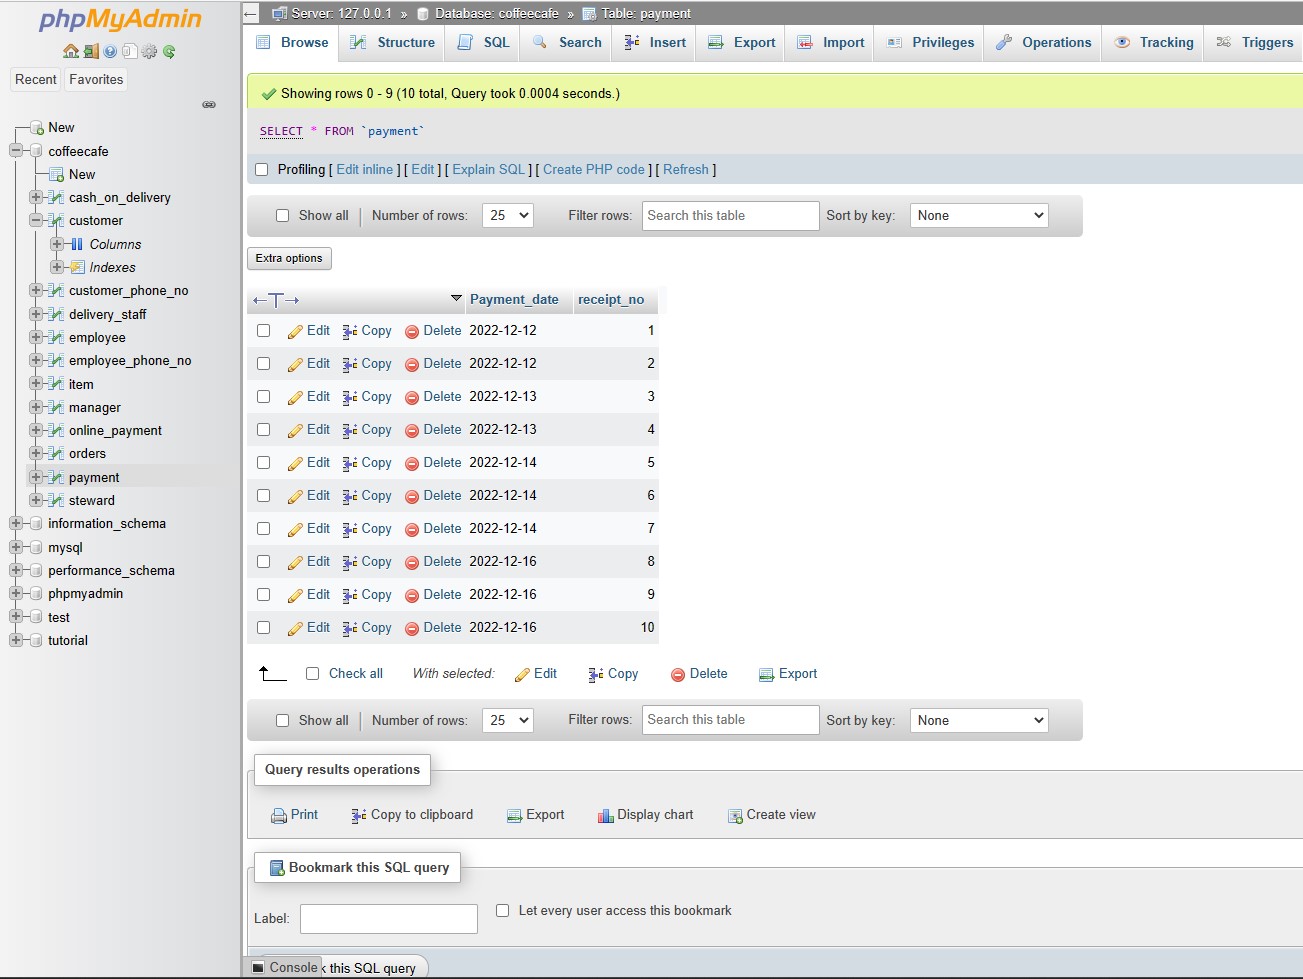 phpMyAdmin
Recent Favorites
New
coffeecafe
New
cash_on_delivery
customer
Columns
Indexes
customer_phone_no
delivery_staff
employee
employee_phone_no
item
manager
online_payment
orders
payment
steward
information_schema
mysql
performance_schema
phpmyadmin
test
tutorial
Server: 127.0.0.1 » Database: coffeecafe » Table: payment
Browse Structure SQL Search Insert Export Import Privileges Operations Tracking Triggers
Showing rows 0 - 9 (10 total, Query took 0.0004 seconds.)
SELECT * FROM `payment`
Profiling [ Edit inline ] [ Edit ] [ Explain SQL ] [ Create PHP code ] [ Refresh ]
Show all | Number of rows: 25 Filter rows: Search this table Sort by key: None
Extra options
←T→ Payment_date receipt_no
Edit Copy Delete 2022-12-12 1
Edit Copy Delete 2022-12-12 2
Edit Copy Delete 2022-12-13 3
Edit Copy Delete 2022-12-13 4
Edit Copy Delete 2022-12-14 5
Edit Copy Delete 2022-12-14 6
Edit Copy Delete 2022-12-14 7
Edit Copy Delete 2022-12-16 8
Edit Copy Delete 2022-12-16 9
Edit Copy Delete 2022-12-16 10
Check all With selected: Edit Copy Delete Export
Show all | Number of rows: 25 Filter rows: Search this table Sort by key: None
Query results operations
Print Copy to clipboard Export Display chart Create view
Bookmark this SQL query
Label: Let every user access this bookmark
Console k this SQL query